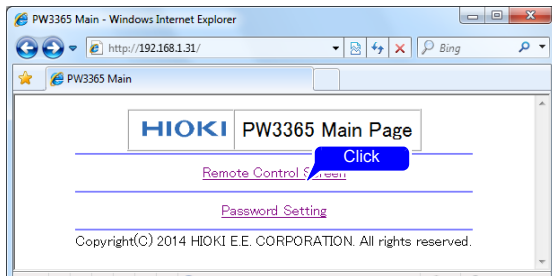 PW3365 Main - Windows Internet Explorer
http://192.168.1.31/
Bing
PW3365 Main
HIOKI PW3365 Main Page
Click
Remote Control Screen
Password Setting
Copyright(C) 2014 HIOKI E.E. CORPORATION. All rights reserved.